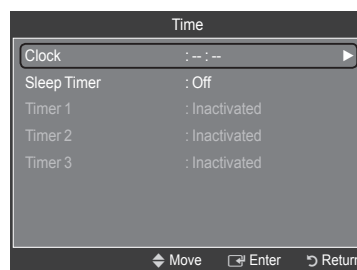 Time
Clock : -- : --
Sleep Timer : Off
Timer 1 : Inactivated
Timer 2 : Inactivated
Timer 3 : Inactivated
Move Enter Return